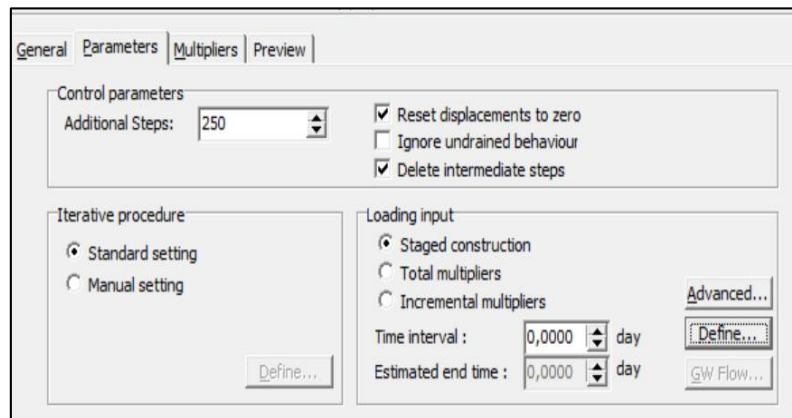 General Parameters Multipliers Preview
Control parameters
Additional Steps: 250
Reset displacements to zero
Ignore undrained behaviour
Delete intermediate steps
Iterative procedure
Standard setting
Manual setting
Define...
Loading input
Staged construction
Total multipliers
Incremental multipliers
Advanced...
Time interval : 0,0000 day
Define...
Estimated end time : 0,0000 day
GW Flow...